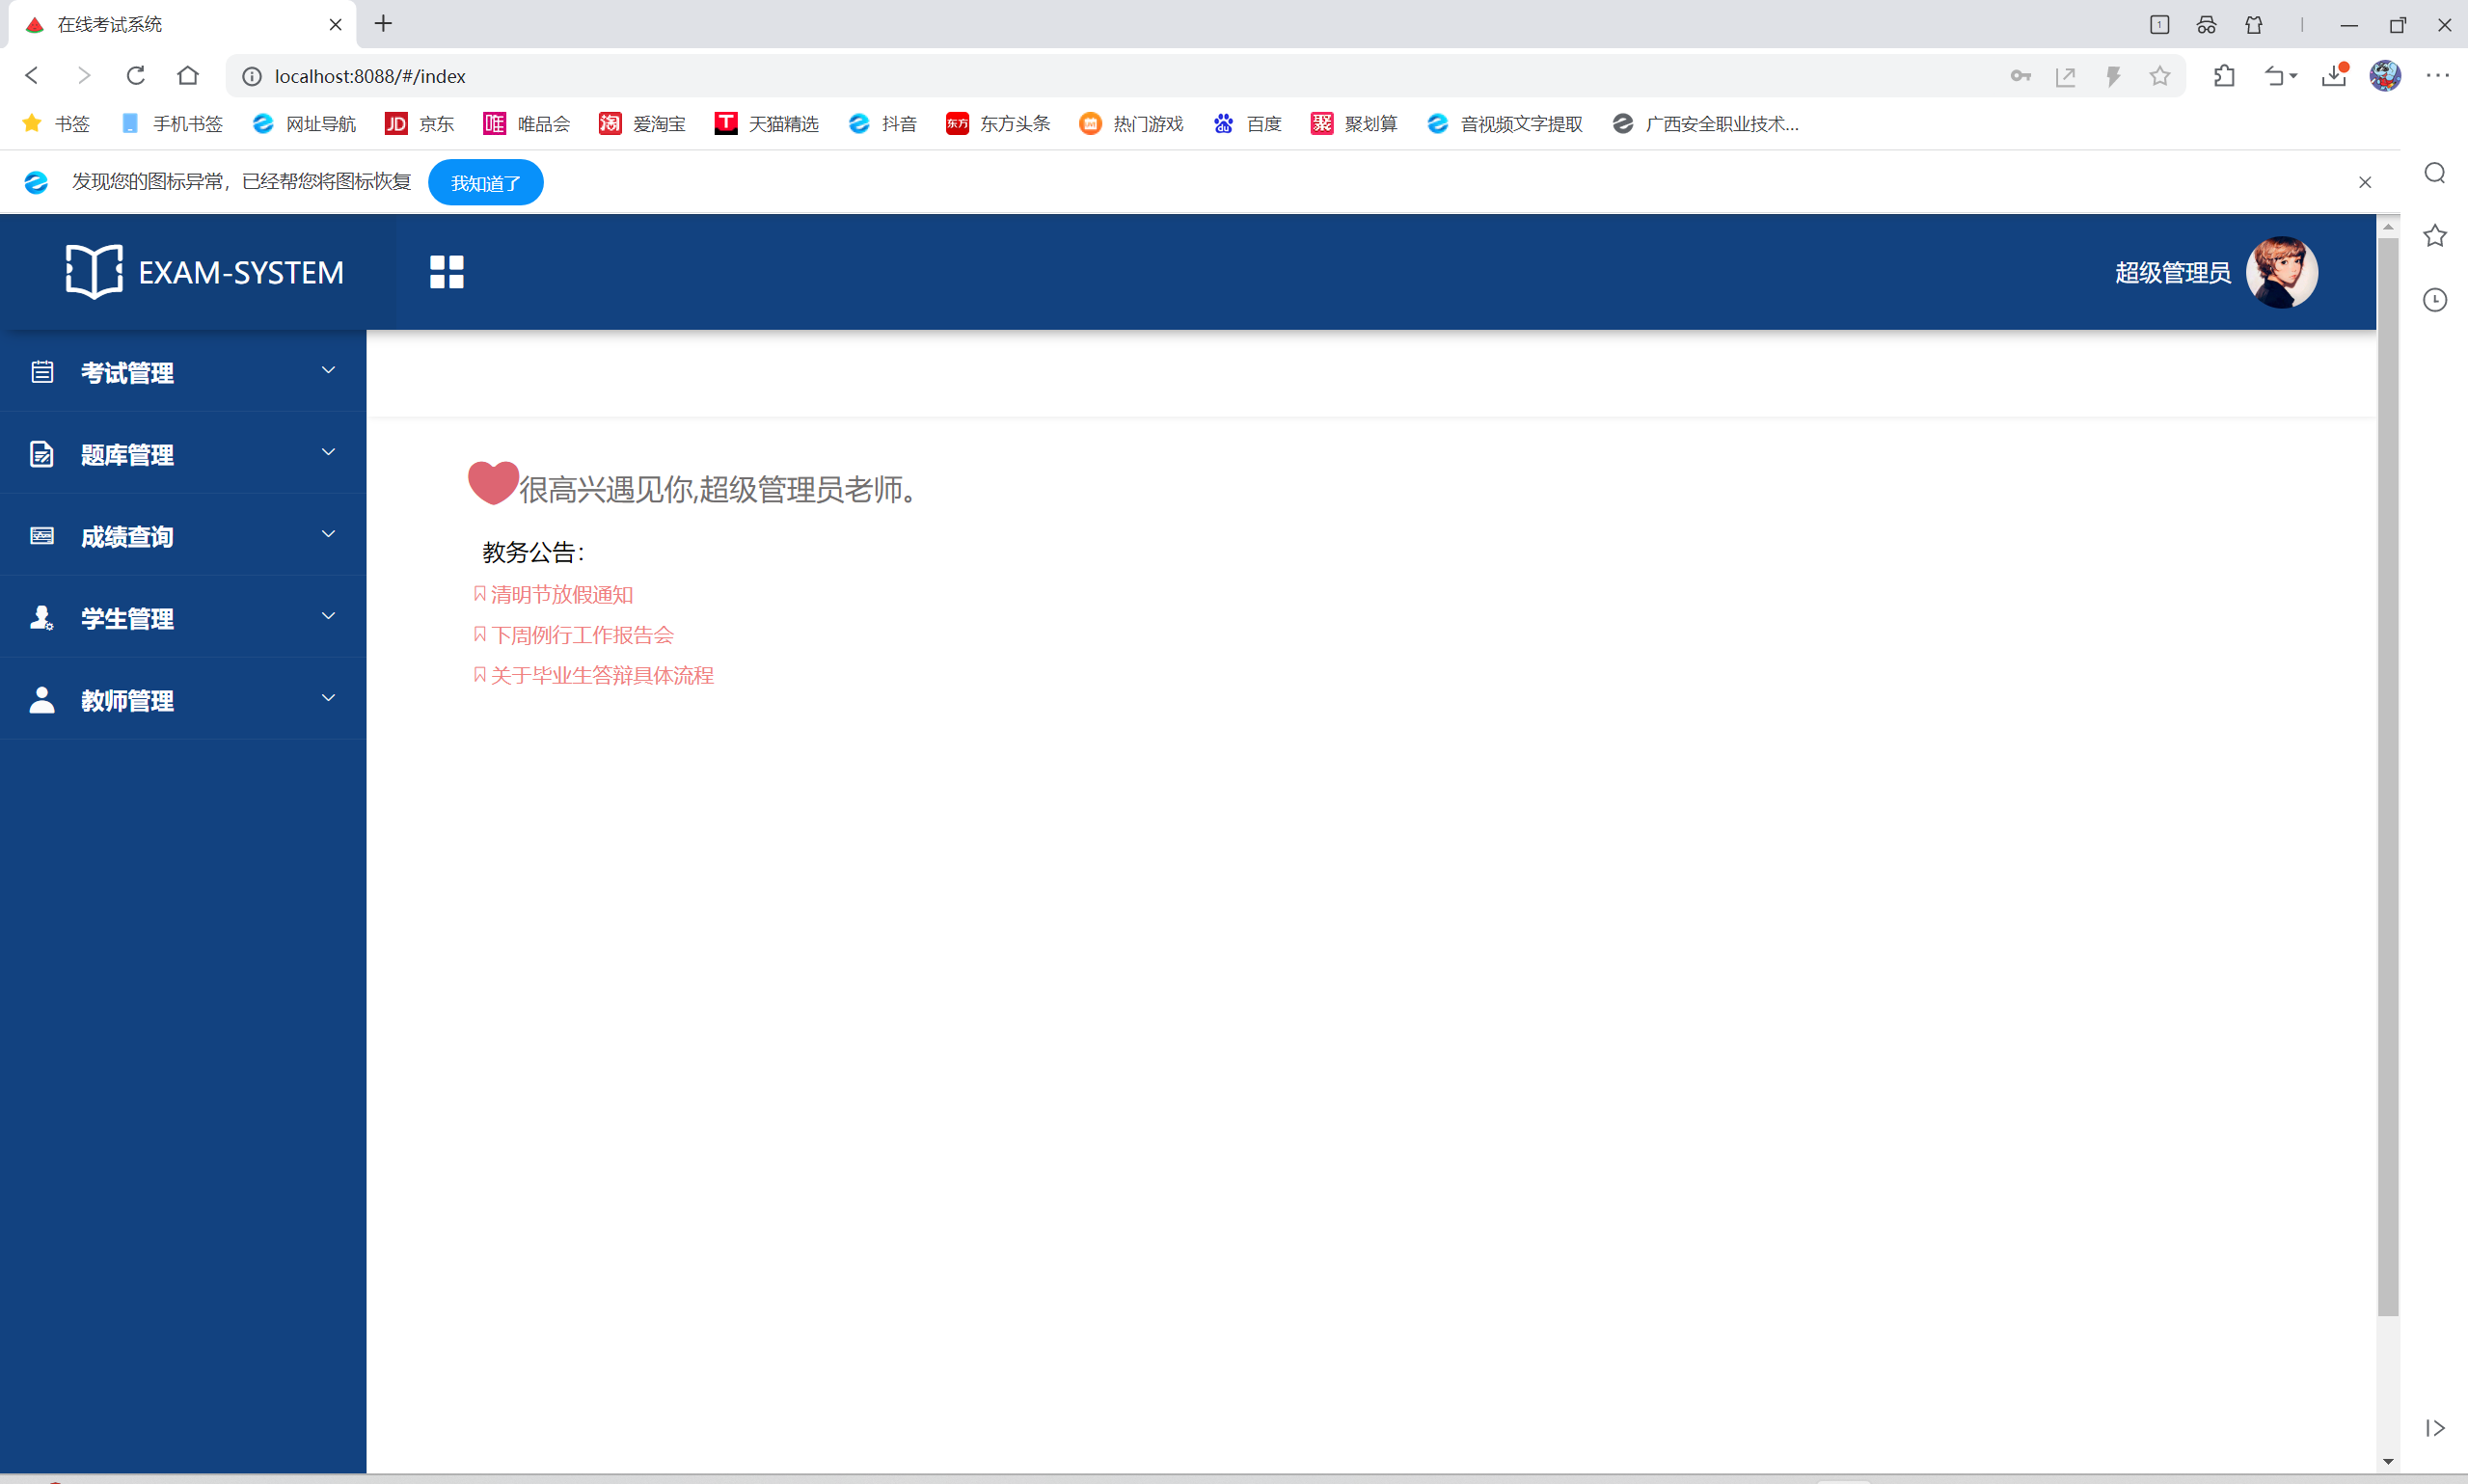 在线考试系统
1
localhost:8088/#/index
书签 手机书签 网址导航 JD 京东 唯 唯品会 淘 爱淘宝 T 天猫精选 抖音 东方 东方头条 热门游戏 du 百度 聚 聚划算 音视频文字提取 广西安全职业技术...
发现您的图标异常，已经帮您将图标恢复 我知道了
EXAM-SYSTEM 超级管理员
考试管理
题库管理
成绩查询
学生管理
教师管理
很高兴遇见你,超级管理员老师。
教务公告：
清明节放假通知
下周例行工作报告会
关于毕业生答辩具体流程